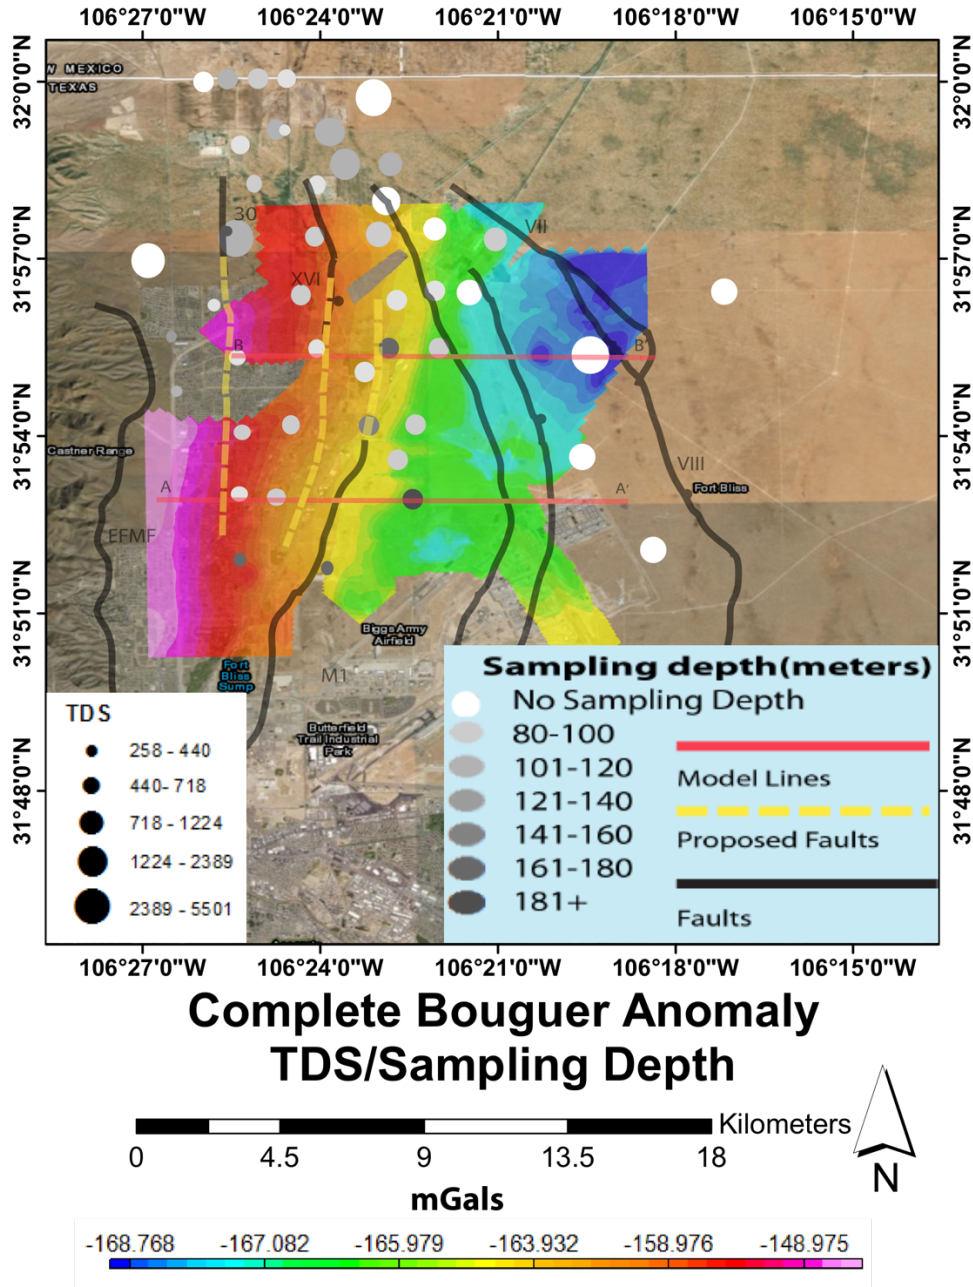 106°27'0"W 106°24'0"W 106°21'0"W 106°18'0"W 106°15'0"W
32°0'0"N
31°57'0"N
31°54'0"N
31°51'0"N
31°48'0"N
32°0'0"N
31°57'0"N
31°54'0"N
31°51'0"N
31°48'0"N
W MEXICO
TEXAS
30
VII
XVI
B
B'
Castner Range
VIII
A
A'
Fort Bliss
EFMF
Biggs Army
Airfield
Fort
Bliss
Sump
M1
Butterfield
Trail Industrial
Park
TDS
258 - 440
440- 718
718 - 1224
1224 - 2389
2389 - 5501
Sampling depth(meters)
No Sampling Depth
80-100
101-120
121-140
141-160
161-180
181+
Model Lines
Proposed Faults
Faults
106°27'0"W 106°24'0"W 106°21'0"W 106°18'0"W 106°15'0"W
Complete Bouguer Anomaly
TDS/Sampling Depth
Kilometers
0 4.5 9 13.5 18
N
mGals
-168.768 -167.082 -165.979 -163.932 -158.976 -148.975